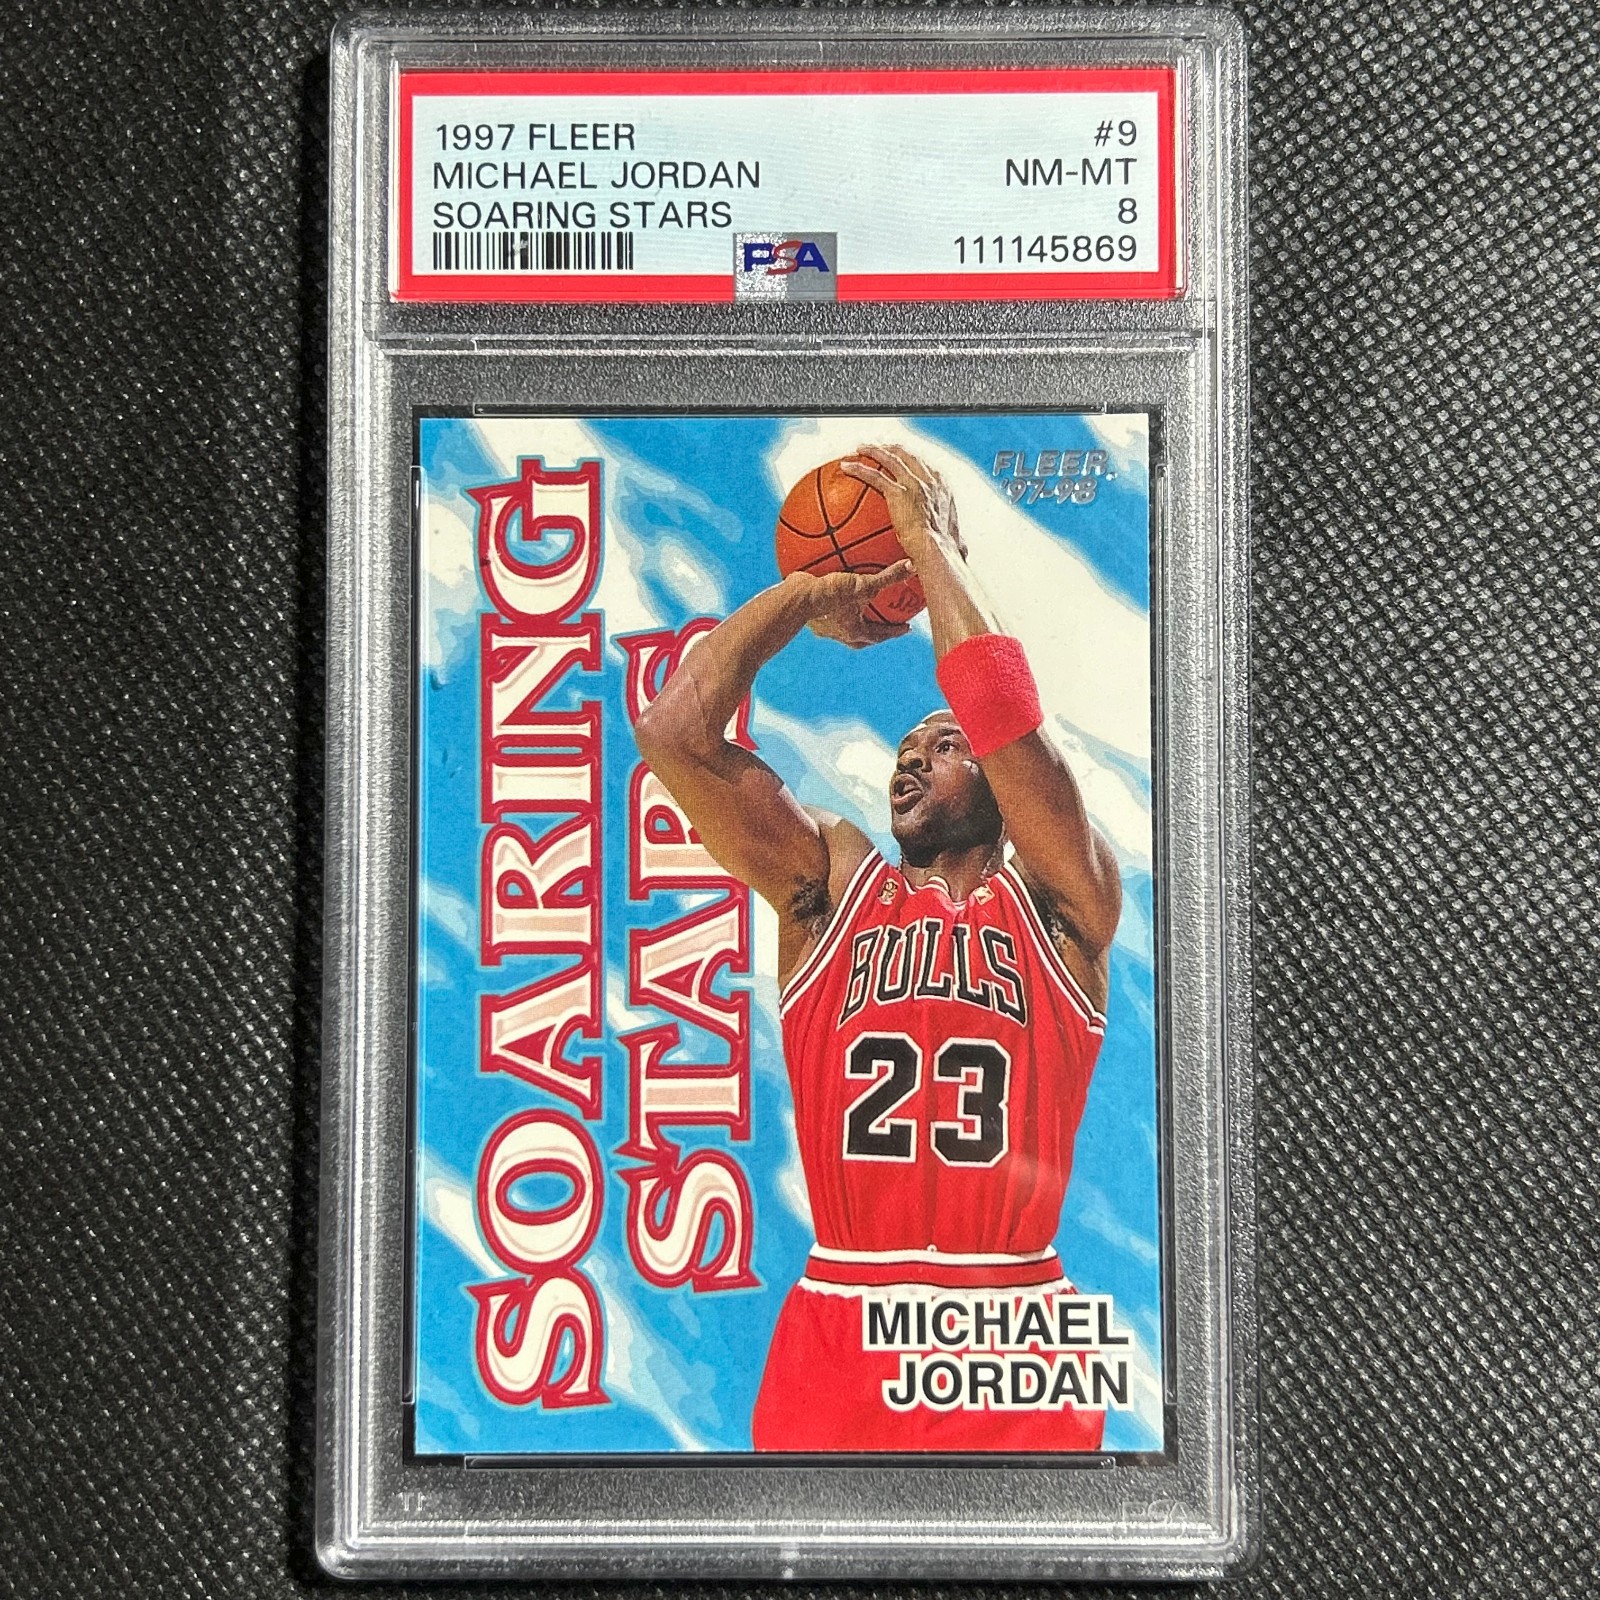 1997 FLEER #9
MICHAEL JORDAN NM-MT
SOARING STARS 8
PSA 111145869
FLEER
'97-98
SOARING
STARS
BULLS
23
MICHAEL
JORDAN
PSA